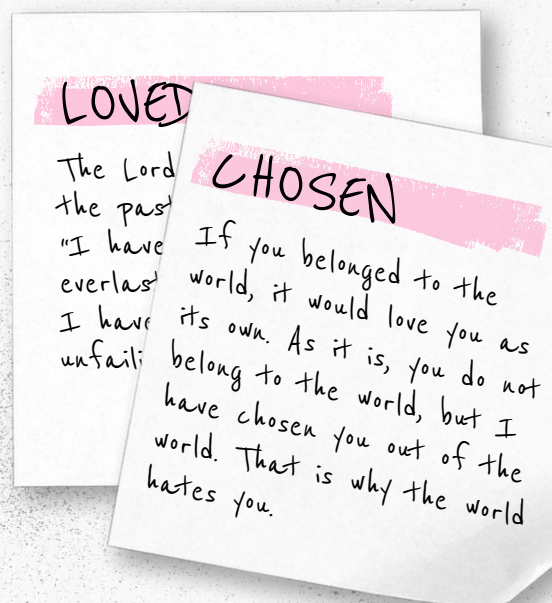 LOVED
The Lord
the past
"I have
everlast
I have
unfaili
CHOSEN
If you belonged to the
world, it would love you as
its own. As it is, you do not
belong to the world, but I
have chosen you out of the
world. That is why the world
hates you.